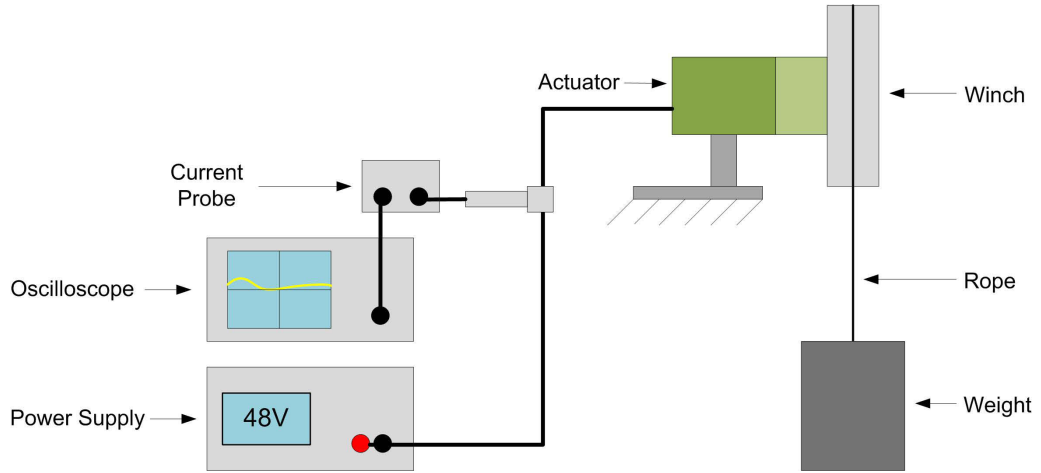 Actuator
Winch
Current
Probe
Oscilloscope
Rope
Power Supply
48V
Weight